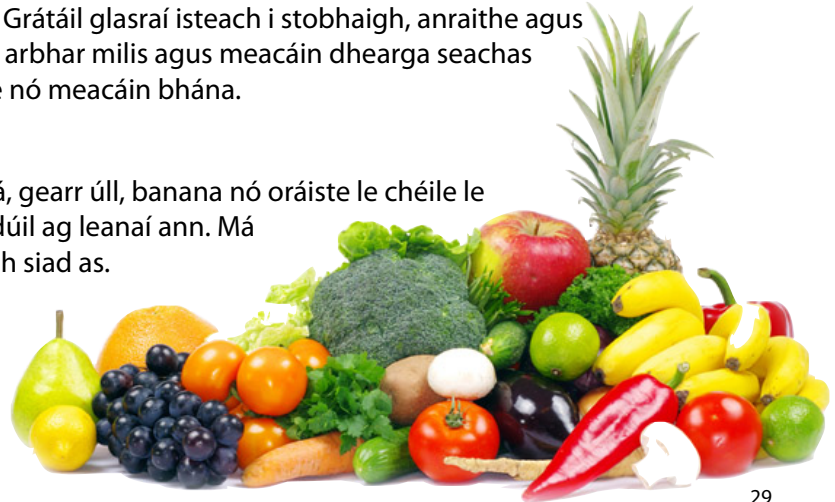 Grátáil glasraí isteach i stobhaigh, anraithe agus
arbhar milis agus meacáin dhearga seachas
nó meacáin bhána.
gearr úll, banana nó oráiste le chéile le
dúil ag leanaí ann. Má
siad as.
29